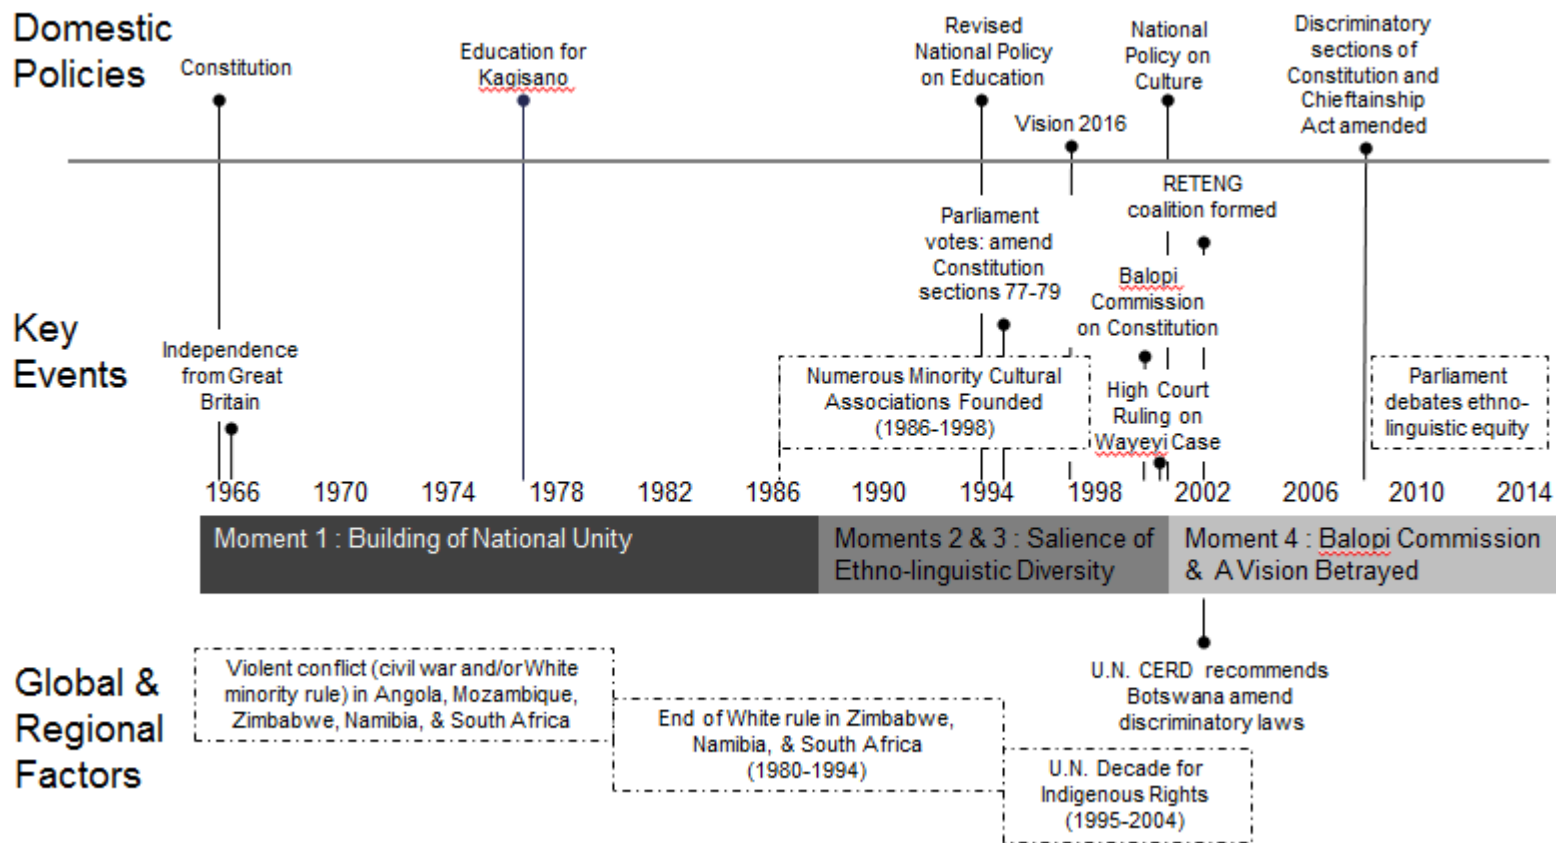 Domestic
Policies
Constitution
Education for
Kagisano
Revised
National Policy
on Education
Vision 2016
National
Policy on
Culture
Discriminatory
sections of
Constitution and
Chieftainship
Act amended
Key
Events
Independence
from Great
Britain
Numerous Minority Cultural
Associations Founded
(1986-1998)
Parliament
votes: amend
Constitution
sections 77-79
RETENG
coalition formed
Balopi
Commission
on Constitution
High Court
Ruling on
Wayeyi Case
Parliament
debates ethno-
linguistic equity
1966 1970 1974 1978 1982 1986 1990 1994 1998 2002 2006 2010 2014
Moment 1 : Building of National Unity
Moments 2 & 3 : Salience of
Ethno-linguistic Diversity
Moment 4 : Balopi Commission
& A Vision Betrayed
Global &
Regional
Factors
Violent conflict (civil war and/or White
minority rule) in Angola, Mozambique,
Zimbabwe, Namibia, & South Africa
End of White rule in Zimbabwe,
Namibia, & South Africa
(1980-1994)
U.N. Decade for
Indigenous Rights
(1995-2004)
U.N. CERD recommends
Botswana amend
discriminatory laws